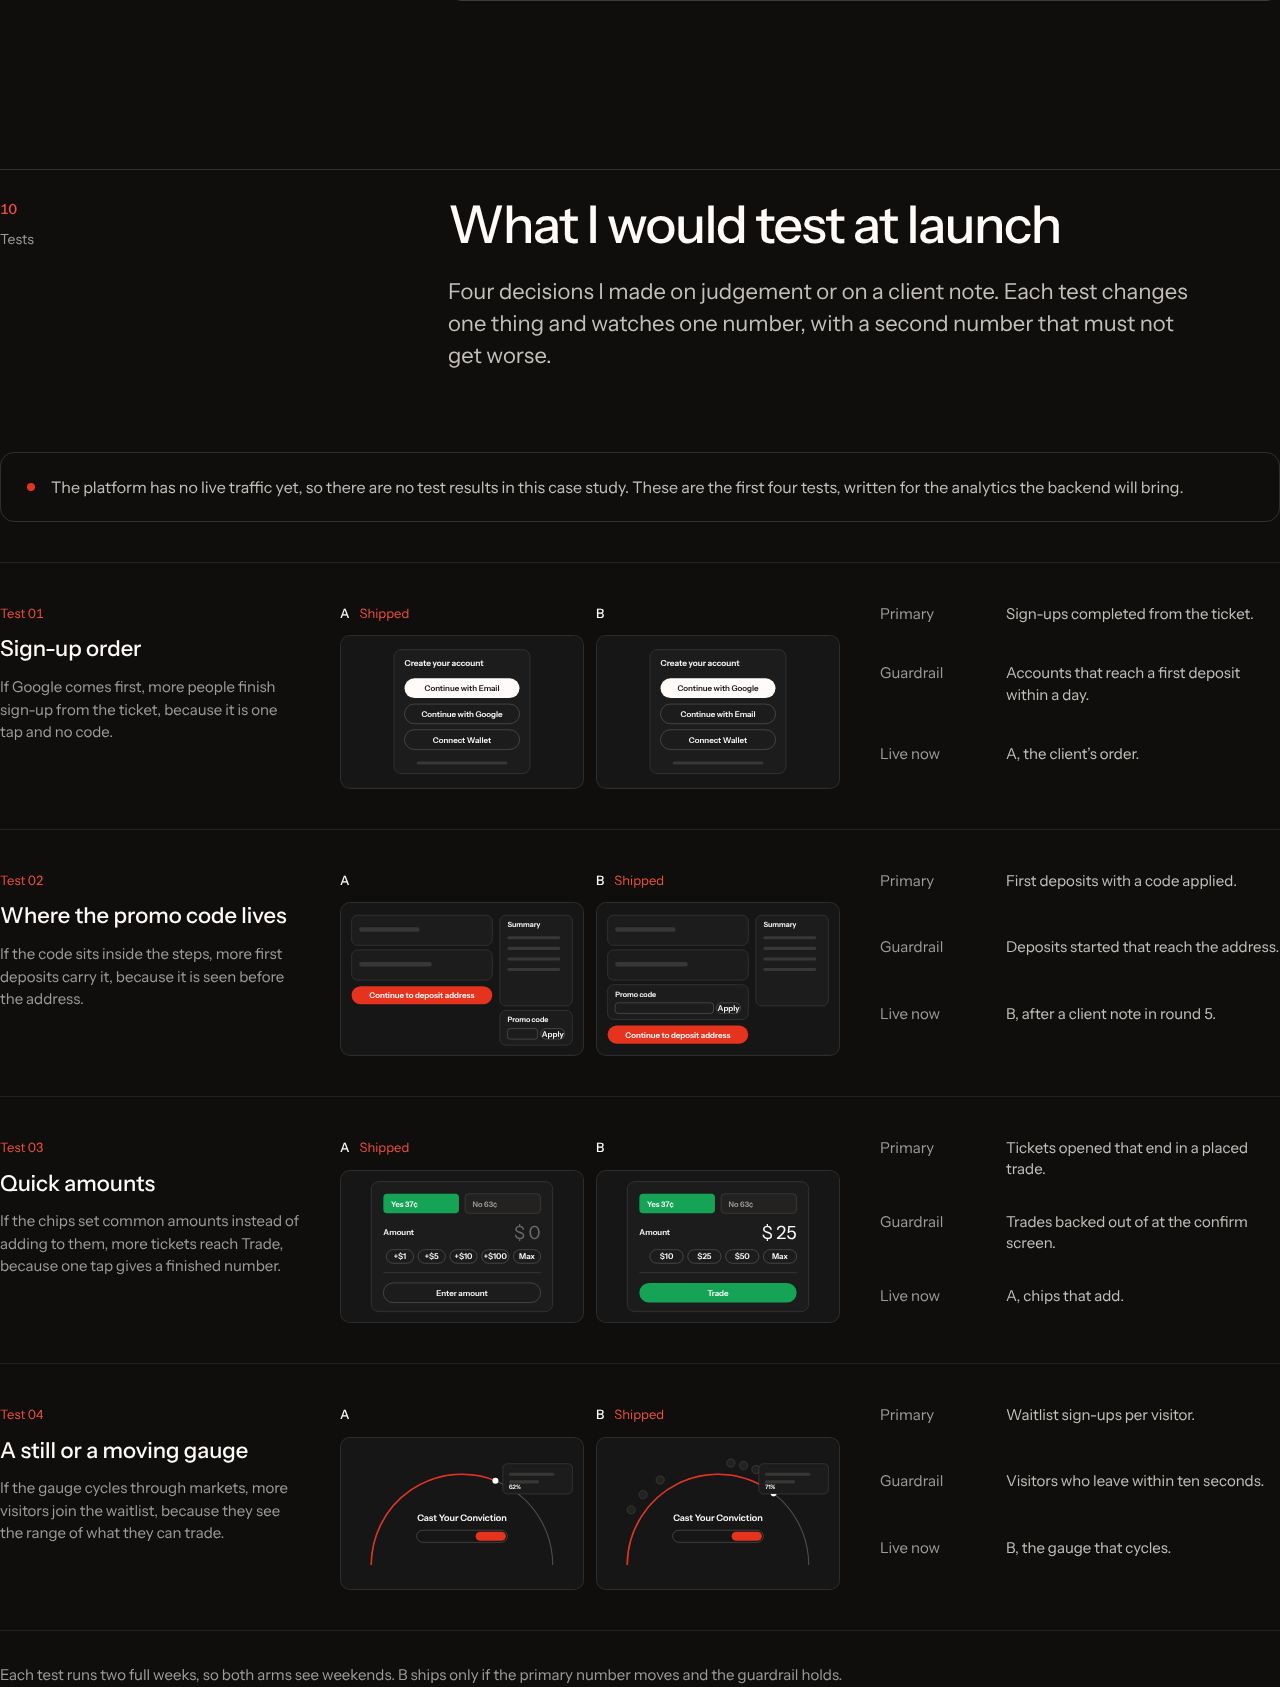 10
Tests
What I would test at launch
Four decisions I made on judgement or on a client note. Each test changes
one thing and watches one number, with a second number that must not
get worse.
The platform has no live traffic yet, so there are no test results in this case study. These are the first four tests, written for the analytics the backend will bring.
Test 01
Sign-up order
If Google comes first, more people finish
sign-up from the ticket, because it is one
tap and no code.
A Shipped
Create your account
Continue with Email
Continue with Google
Connect Wallet
B
Create your account
Continue with Google
Continue with Email
Connect Wallet
Primary Sign-ups completed from the ticket.
Guardrail Accounts that reach a first deposit
within a day.
Live now A, the client's order.
Test 02
Where the promo code lives
If the code sits inside the steps, more first
deposits carry it, because it is seen before
the address.
A
Summary
Continue to deposit address
Promo code
Apply
B Shipped
Summary
Promo code
Apply
Continue to deposit address
Primary First deposits with a code applied.
Guardrail Deposits started that reach the address.
Live now B, after a client note in round 5.
Test 03
Quick amounts
If the chips set common amounts instead of
adding to them, more tickets reach Trade,
because one tap gives a finished number.
A Shipped
Yes 37¢ No 63¢
Amount $ 0
+$1 +$5 +$10 +$100 Max
Enter amount
B
Yes 37¢ No 63¢
Amount $ 25
$10 $25 $50 Max
Trade
Primary Tickets opened that end in a placed
trade.
Guardrail Trades backed out of at the confirm
screen.
Live now A, chips that add.
Test 04
A still or a moving gauge
If the gauge cycles through markets, more
visitors join the waitlist, because they see
the range of what they can trade.
A
62%
Cast Your Conviction
B Shipped
71%
Cast Your Conviction
Primary Waitlist sign-ups per visitor.
Guardrail Visitors who leave within ten seconds.
Live now B, the gauge that cycles.
Each test runs two full weeks, so both arms see weekends. B ships only if the primary number moves and the guardrail holds.